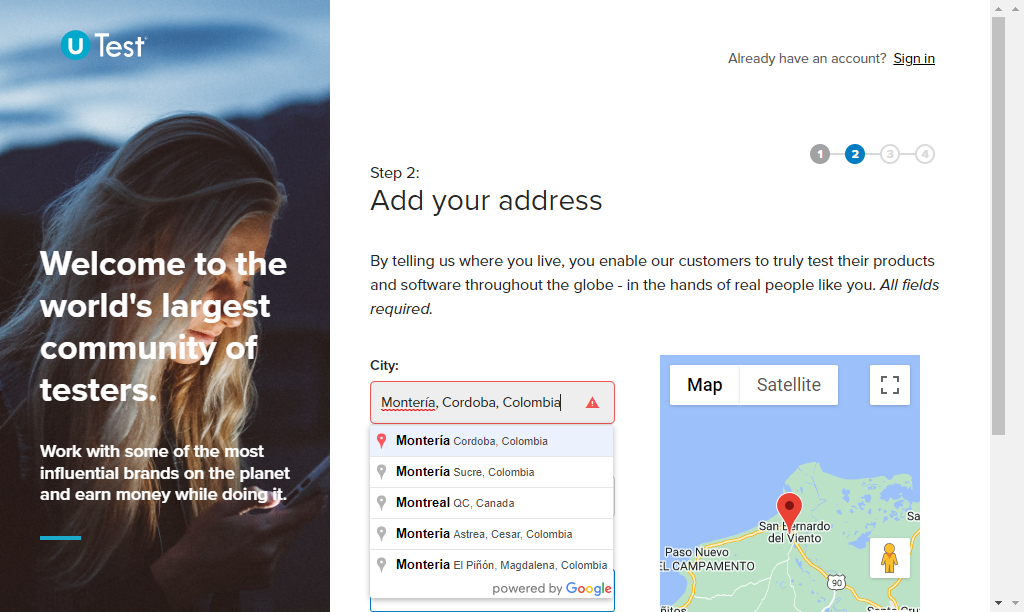 U Test
Already have an account? Sign in
1 2 3 4
Step 2:
Add your address
Welcome to the
world's largest
community of
testers.
Work with some of the most
influential brands on the planet
and earn money while doing it.
By telling us where you live, you enable our customers to truly test their products
and software throughout the globe - in the hands of real people like you. All fields
required.
City:
Montería, Cordoba, Colombia
Montería Cordoba, Colombia
Montería Sucre, Colombia
Montreal QC, Canada
Monteria Astrea, Cesar, Colombia
Monteria El Piñón, Magdalena, Colombia
powered by Google
Map Satellite
San Bernardo
del Viento
Paso Nuevo
EL CAMPAMENTO
90